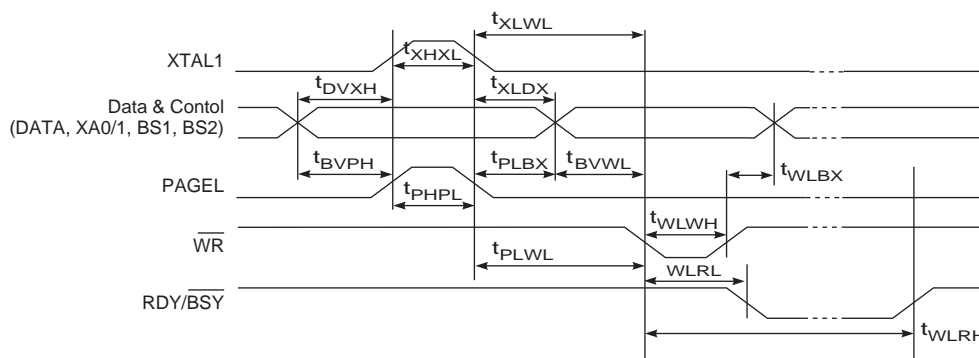 tXLWL
XTAL1
tXHXL
tDVXH
tXLDX
Data & Contol
(DATA, XA0/1, BS1, BS2)
tBVPH
tPLBX
tBVWL
tWLBX
PAGEL
tPHPL
tWLWH
WR
tPLWL
WLRL
RDY/BSY
tWLRH